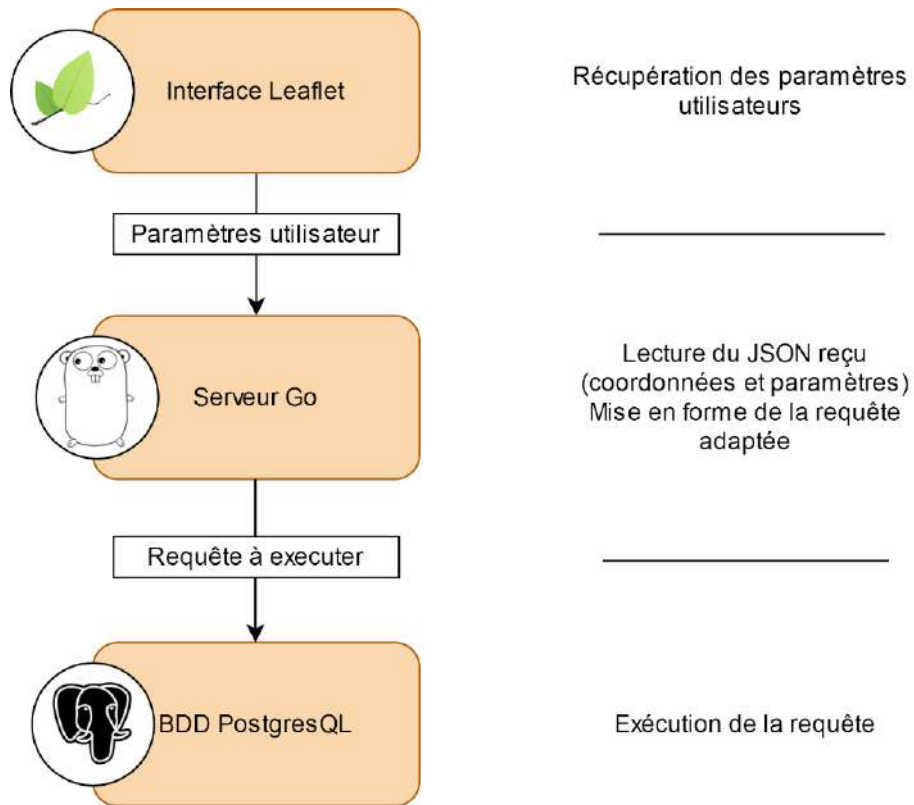 Interface Leaflet
Récupération des paramètres
utilisateurs
Paramètres utilisateur
Serveur Go
Lecture du JSON reçu
(coordonnées et paramètres)
Mise en forme de la requête
adaptée
Requête à executer
BDD PostgresQL
Exécution de la requête